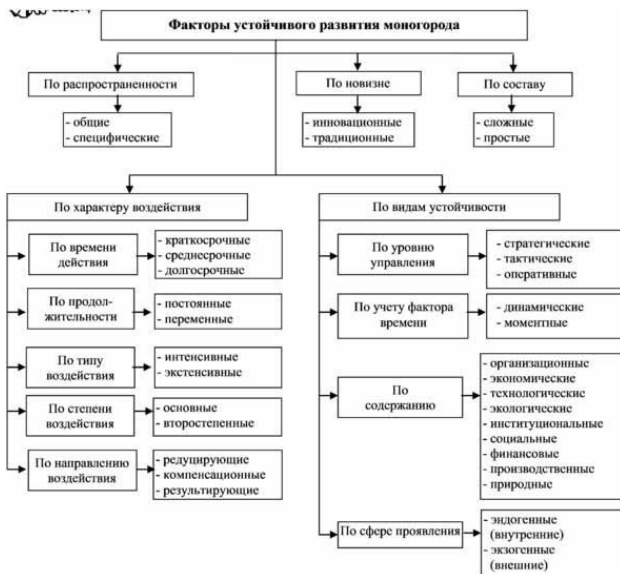 Факторы устойчивого развития моногорода
По распространенности
По новизне
По составу
- общие
- специфические
- инновационные
- традиционные
- сложные
- простые
По характеру воздействия
По времени
действия
- краткосрочные
- среднесрочные
- долгосрочные
По продол-
жительности
- постоянные
- переменные
По типу
воздействия
- интенсивные
- экстенсивные
По степени
воздействия
- основные
- второстепенные
По направлению
воздействия
- редуцирующие
- компенсационные
- результирующие
По видам устойчивости
По уровню
управления
- стратегические
- тактические
- оперативные
По учету фактора
времени
- динамические
- моментные
По
содержанию
- организационные
- экономические
- технологические
- экологические
- институциональные
- социальные
- финансовые
- производственные
- природные
По сфере проявления
- эндогенные
(внутренние)
- экзогенные
(внешние)